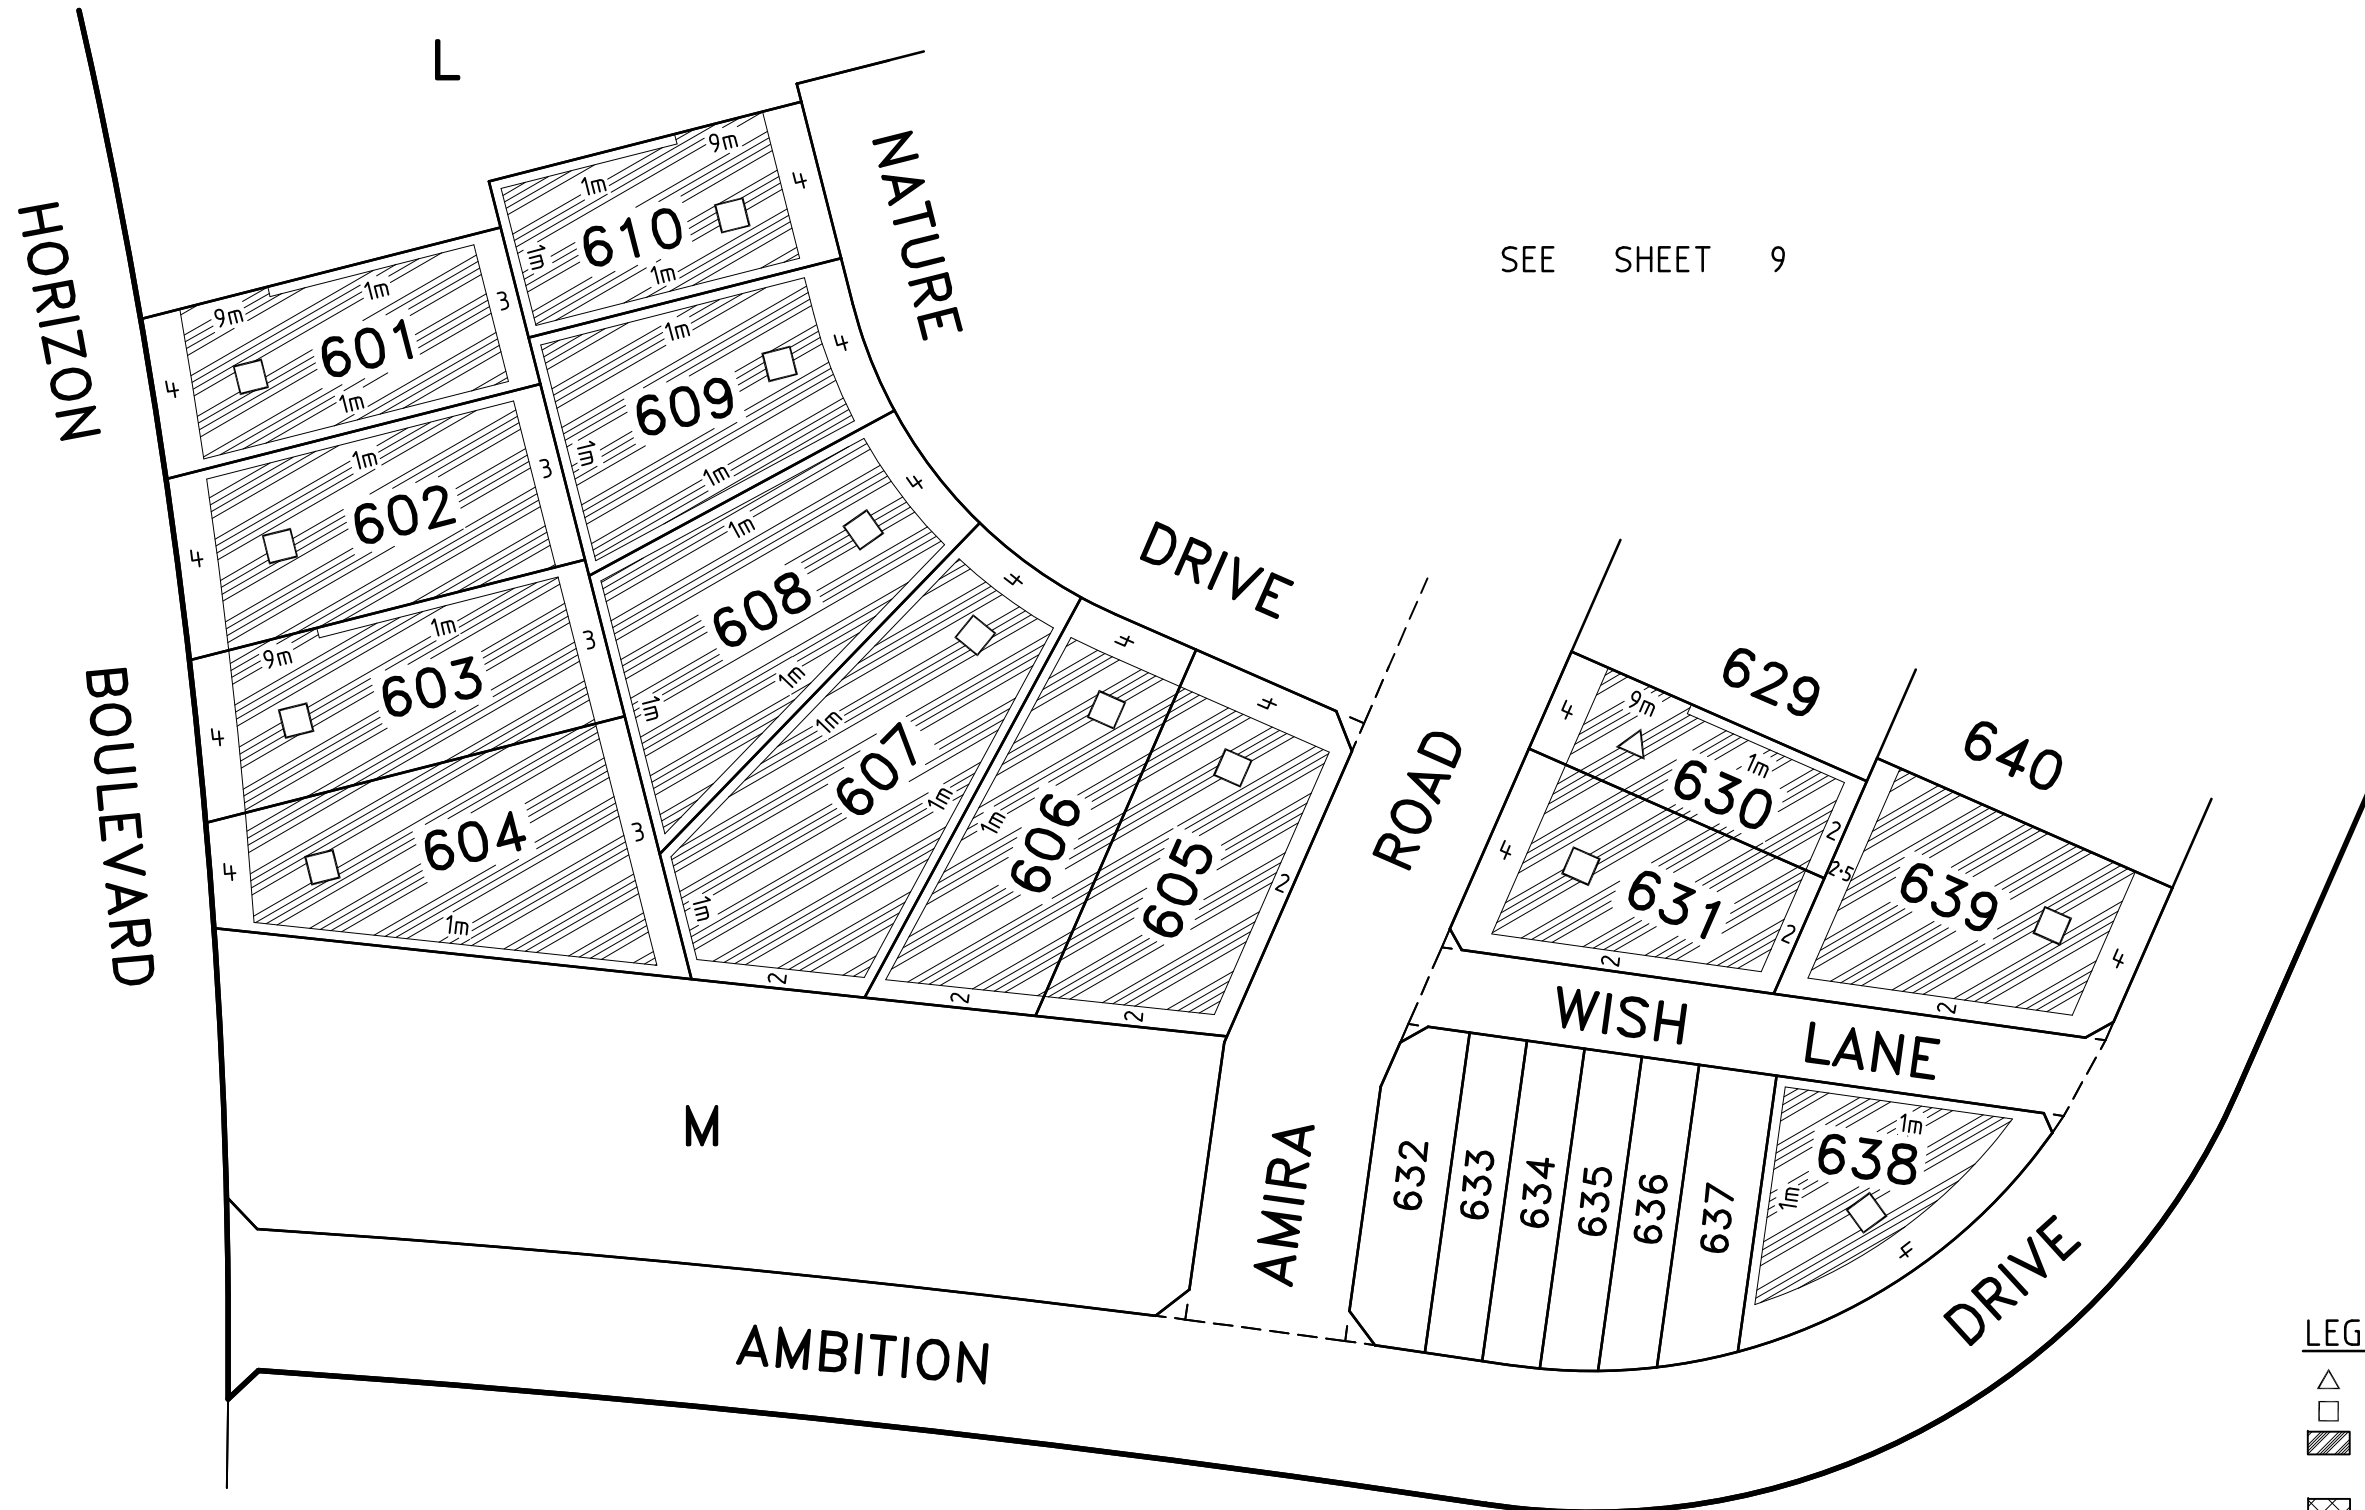 L
NATURE
HORIZON
9m
1m
4
610
1m
1m
SEE SHEET 9
9m
1m
3
601
4
1m
1m
4
609
1m
1m
1m
3
602
4
4
1m
608
1m
1m
DRIVE
4
1m
3
9m
603
4
BOULEVARD
1m
607
1m
1m
4
606
1m
4
605
2
604
3
4
1m
2
2
2
ROAD
629
640
4
9m
1m
630
2
4
631
2
2
2.5
639
4
2
WISH LANE
M
AMIRA
632
633
634
635
636
637
1m
638
1m
4
DRIVE
AMBITION
LEG